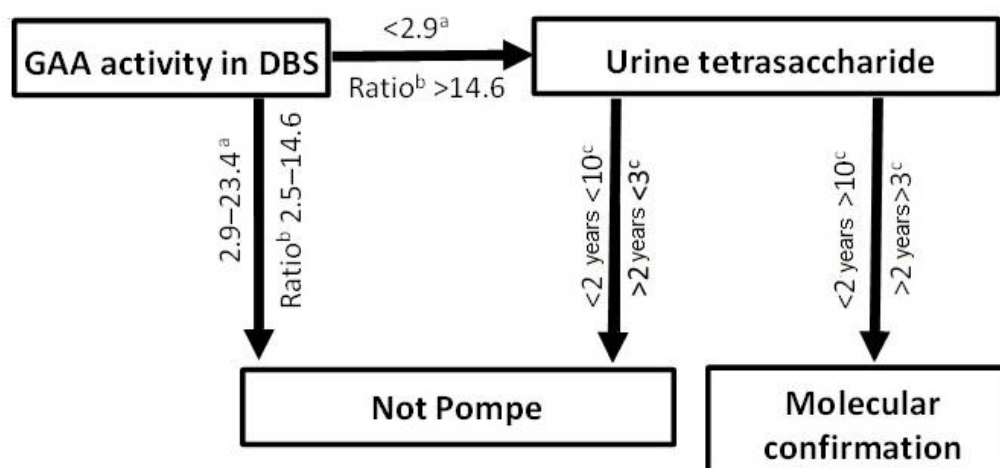 GAA activity in DBS
<2.9ᵃ
Ratioᵇ >14.6
Urine tetrasaccharide
2.9–23.4 ᵃ
Ratioᵇ 2.5–14.6
<2 years <10ᶜ
>2 years <3ᶜ
<2 years >10ᶜ
>2 years>3ᶜ
Not Pompe
Molecular
confirmation